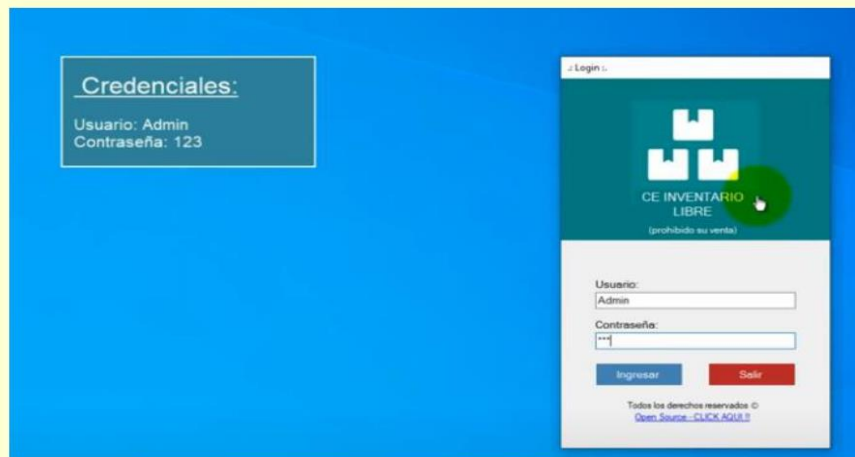 Credenciales:
Usuario: Admin
Contraseña: 123
.: Login :.
CE INVENTARIO
LIBRE
(prohibido su venta)
Usuario:
Admin
Contraseña:
***
Ingresar
Salir
Todos los derechos reservados ©
Open Source - CLICK AQUI !!